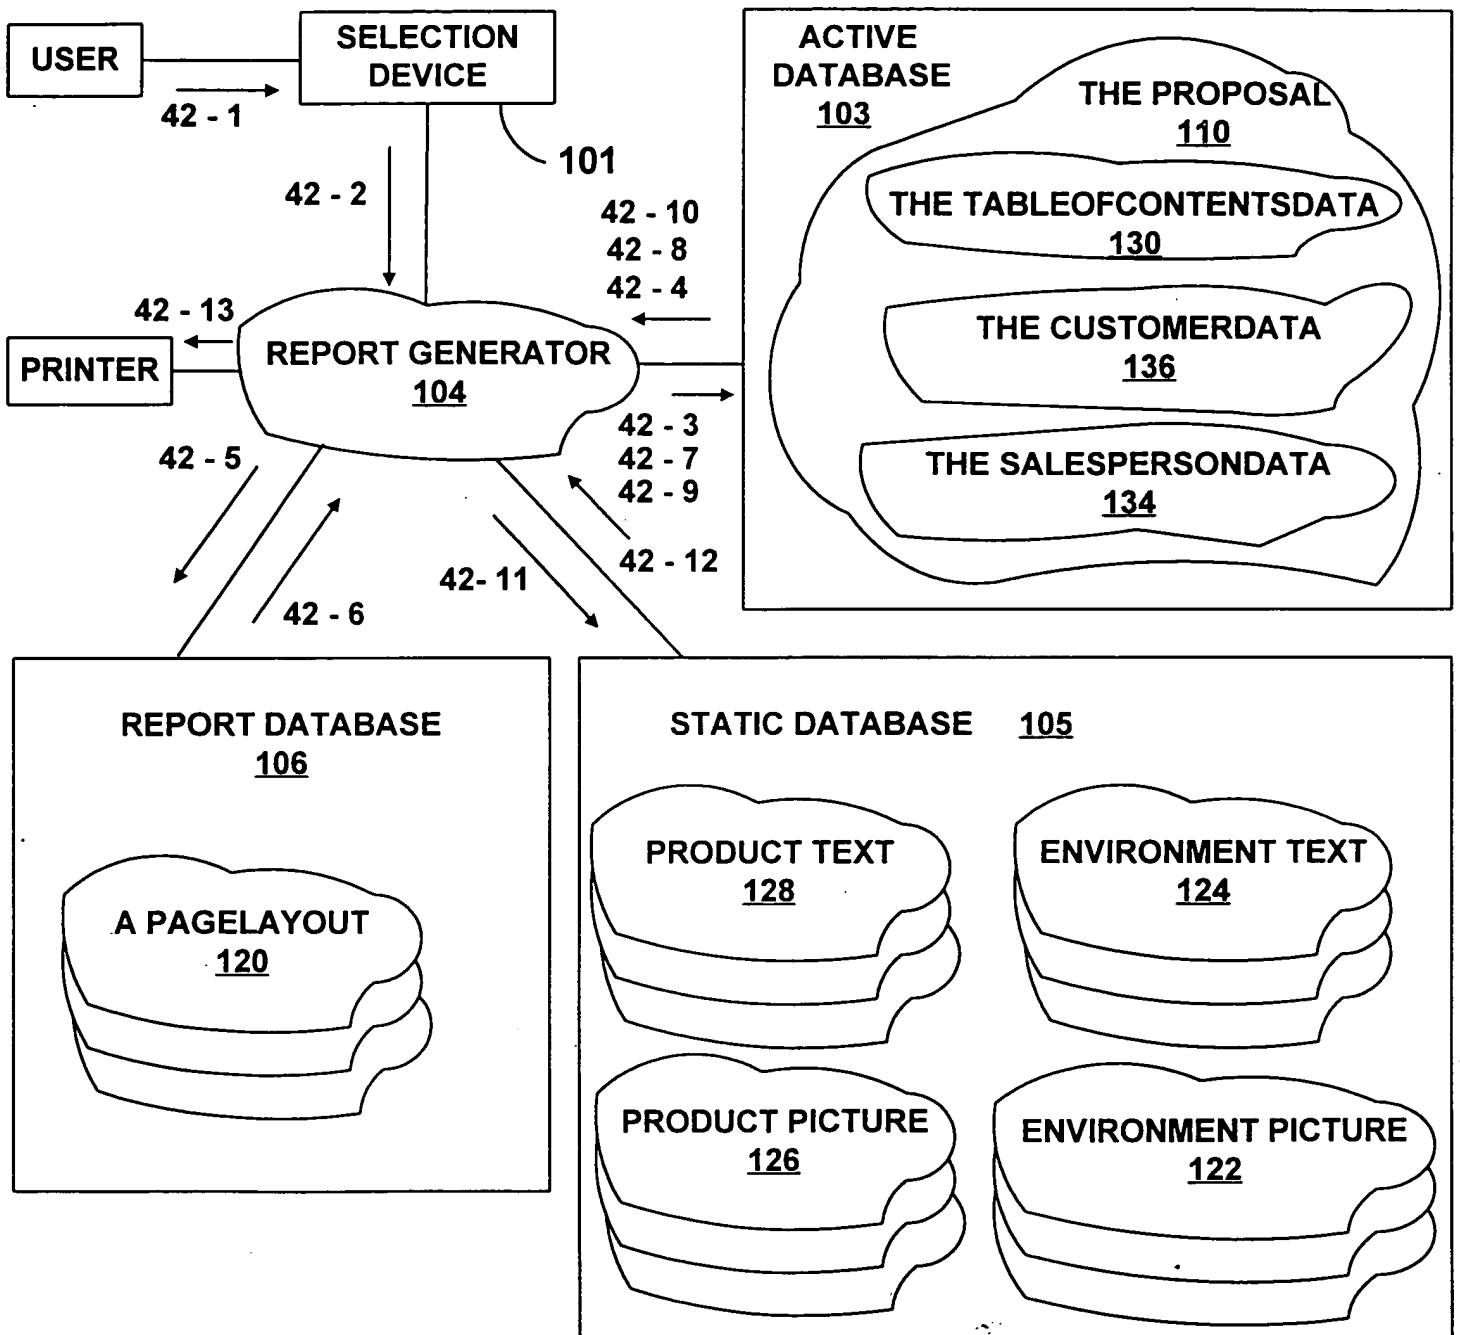 USER
SELECTION
DEVICE
42 - 1
101
42 - 2
ACTIVE
DATABASE
103
THE PROPOSAL
110
THE TABLEOFCONTENTSDATA
130
THE CUSTOMERDATA
136
THE SALESPERSONDATA
134
42 - 10
42 - 8
42 - 4
42 - 13
PRINTER
REPORT GENERATOR
104
42 - 3
42 - 7
42 - 9
42 - 5
42 - 6
42- 11
42 - 12
REPORT DATABASE
106
A PAGELAYOUT
120
STATIC DATABASE 105
PRODUCT TEXT
128
ENVIRONMENT TEXT
124
PRODUCT PICTURE
126
ENVIRONMENT PICTURE
122